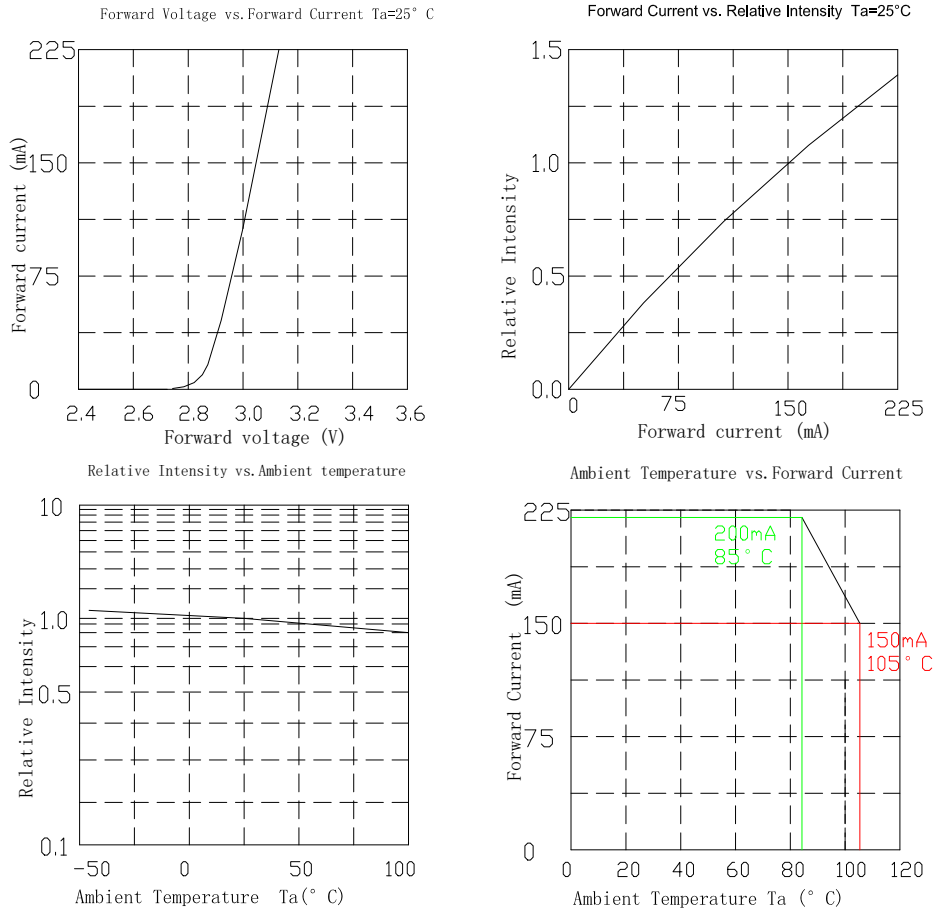 Forward Voltage vs.Forward Current Ta=25° C
225
150
75
0
Forward current (mA)
2.4 2.6 2.8 3.0 3.2 3.4 3.6
Forward voltage (V)
Forward Current vs. Relative Intensity Ta=25°C
1.5
1.0
0.5
0.0
Relative Intensity
0 75 150 225
Forward current (mA)
Relative Intensity vs.Ambient temperature
10
1.0
0.5
0.1
Relative Intensity
-50 0 50 100
Ambient Temperature Ta(° C)
Ambient Temperature vs.Forward Current
225
150
75
0
Forward Current (mA)
200mA
85° C
150mA
105° C
0 20 40 60 80 100 120
Ambient Temperature Ta (° C)